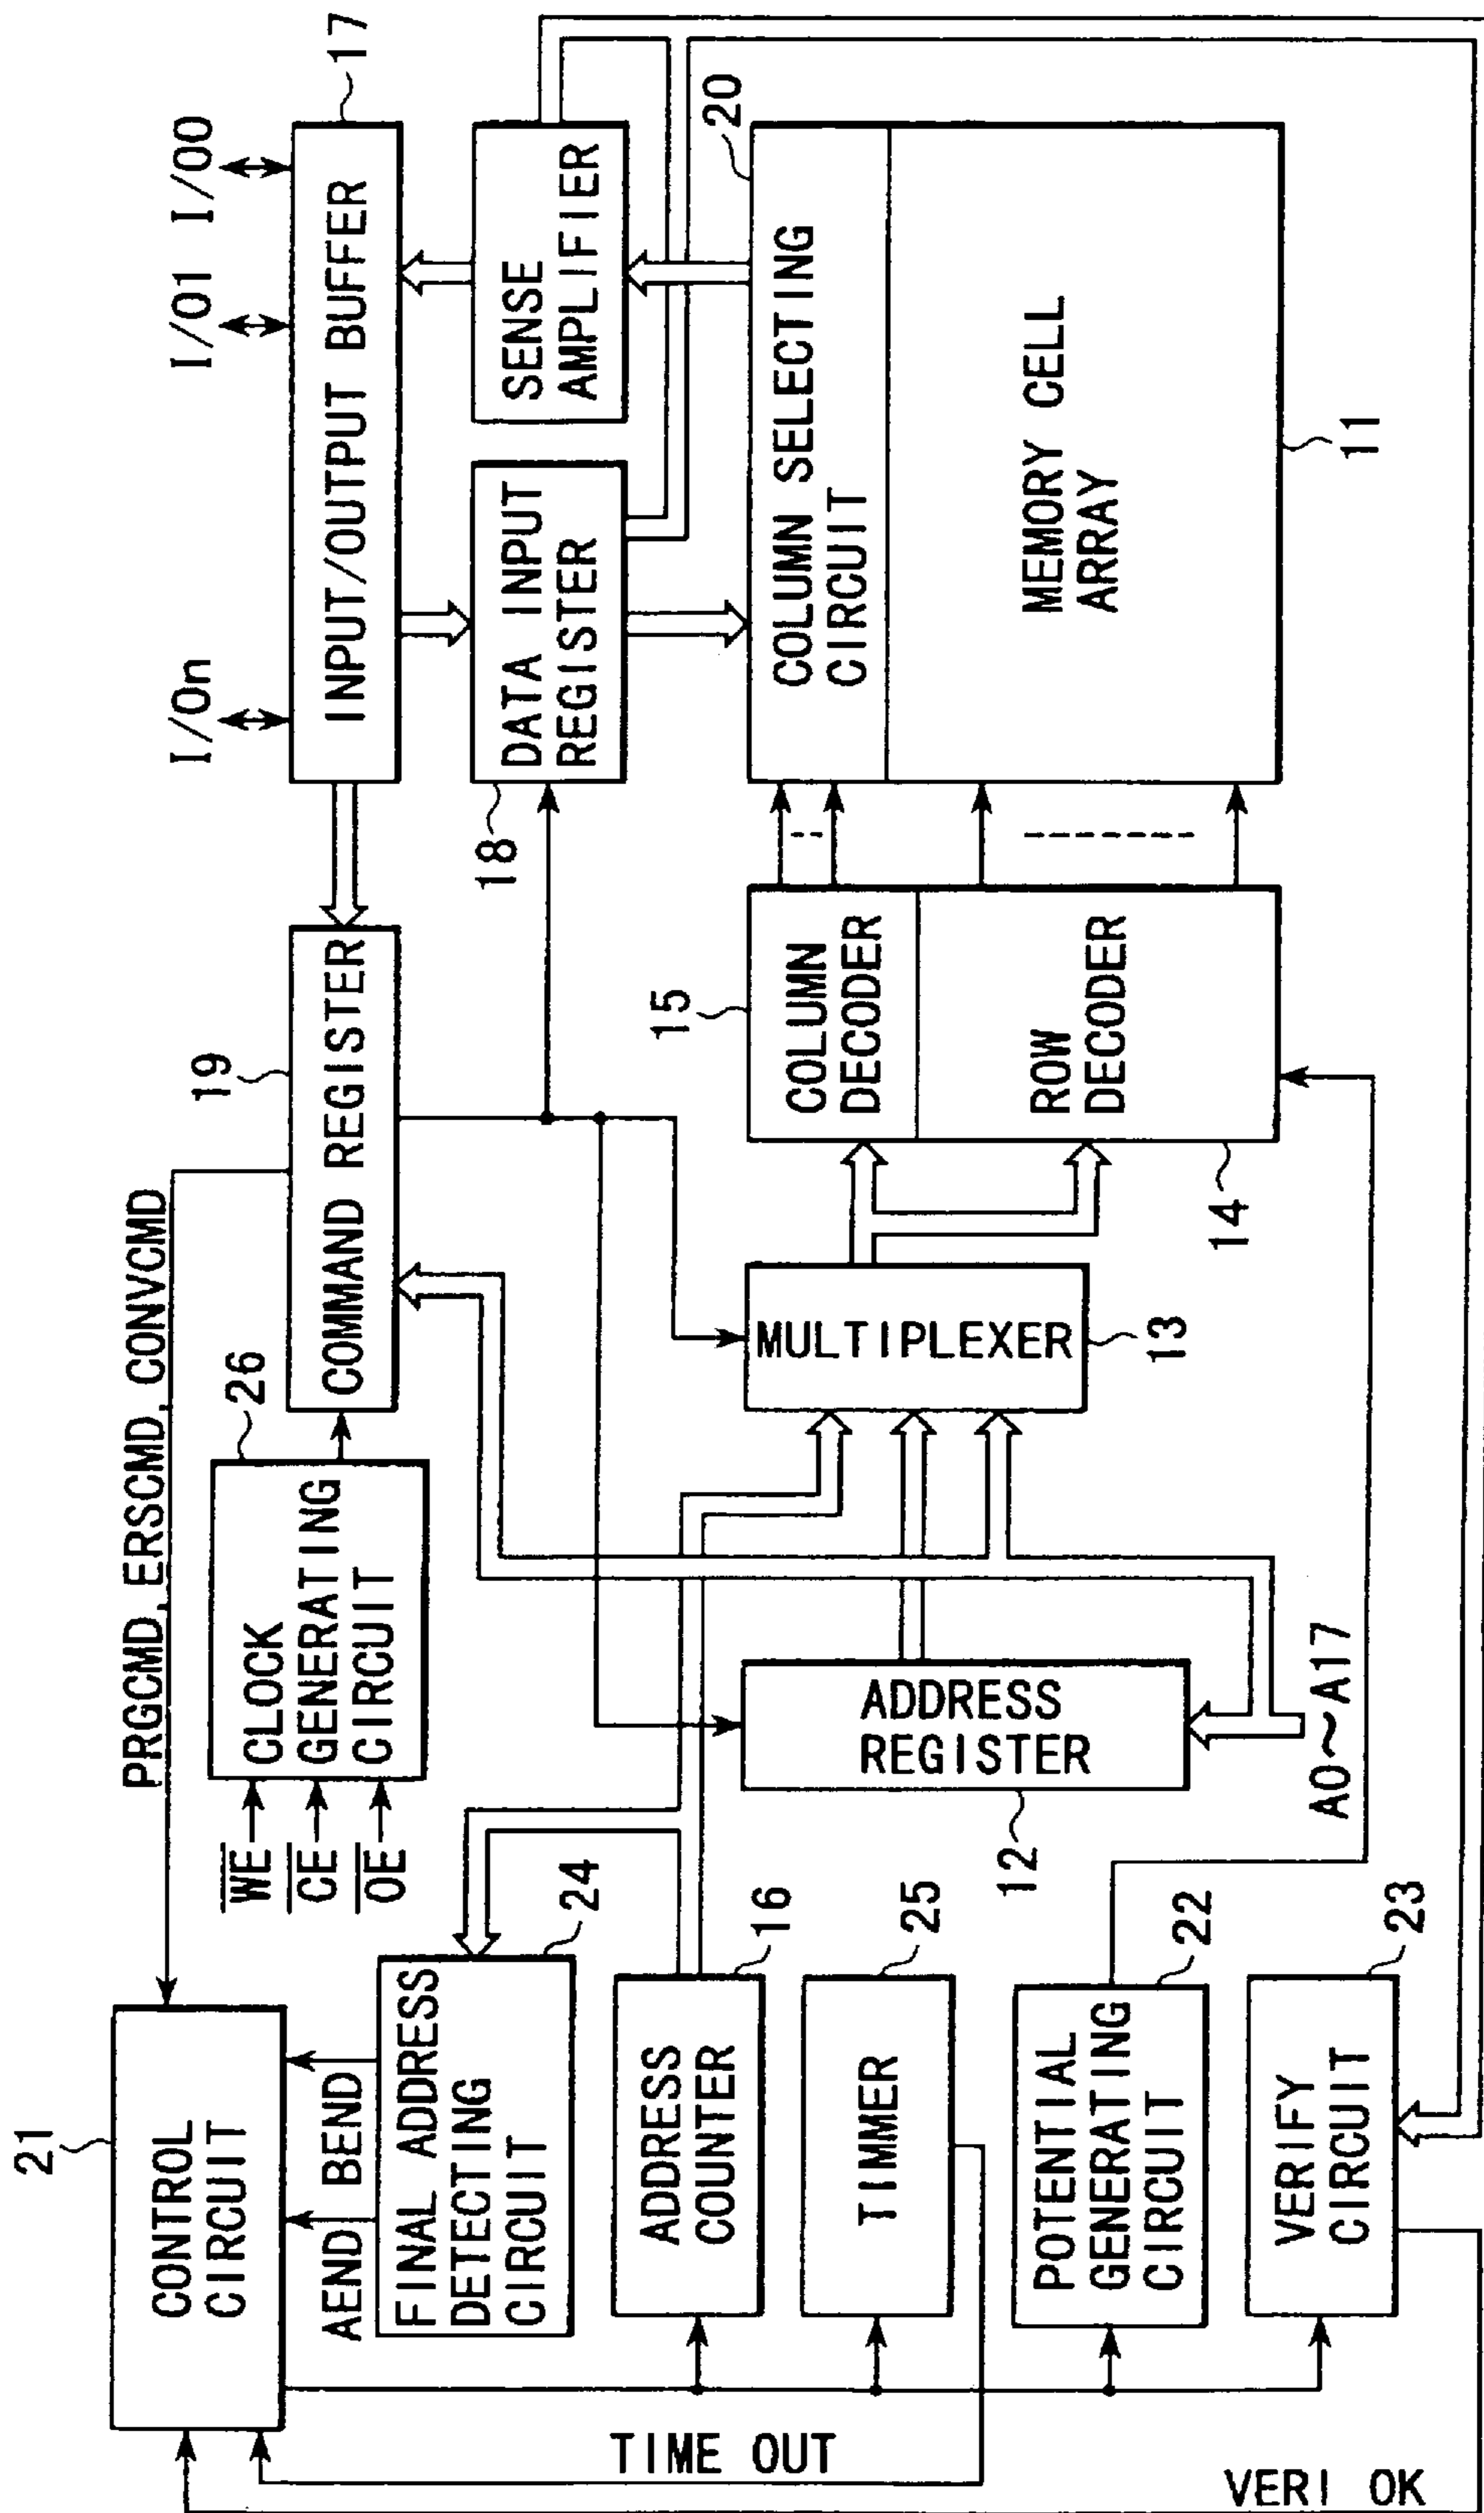 21
CONTROL
CIRCUIT
PRGCMD, ERSCMD, CONVCMD
19
COMMAND REGISTER
I/On
I/O1
I/O0
INPUT/OUTPUT BUFFER
17
WE
CE
OE
CLOCK
GENERATING
CIRCUIT
26
AEND
BEND
FINAL ADDRESS
DETECTING
CIRCUIT
24
18
DATA INPUT
REGISTER
SENSE
AMPLIFIER
ADDRESS
COUNTER
16
TIMMER
25
TIME OUT
ADDRESS
REGISTER
12
MULTIPLEXER
13
15
COLUMN
DECODER
ROW
DECODER
14
20
COLUMN SELECTING
CIRCUIT
MEMORY CELL
ARRAY
11
POTENTIAL
GENERATING
CIRCUIT
22
A0~A17
VERIFY
CIRCUIT
23
VERI OK